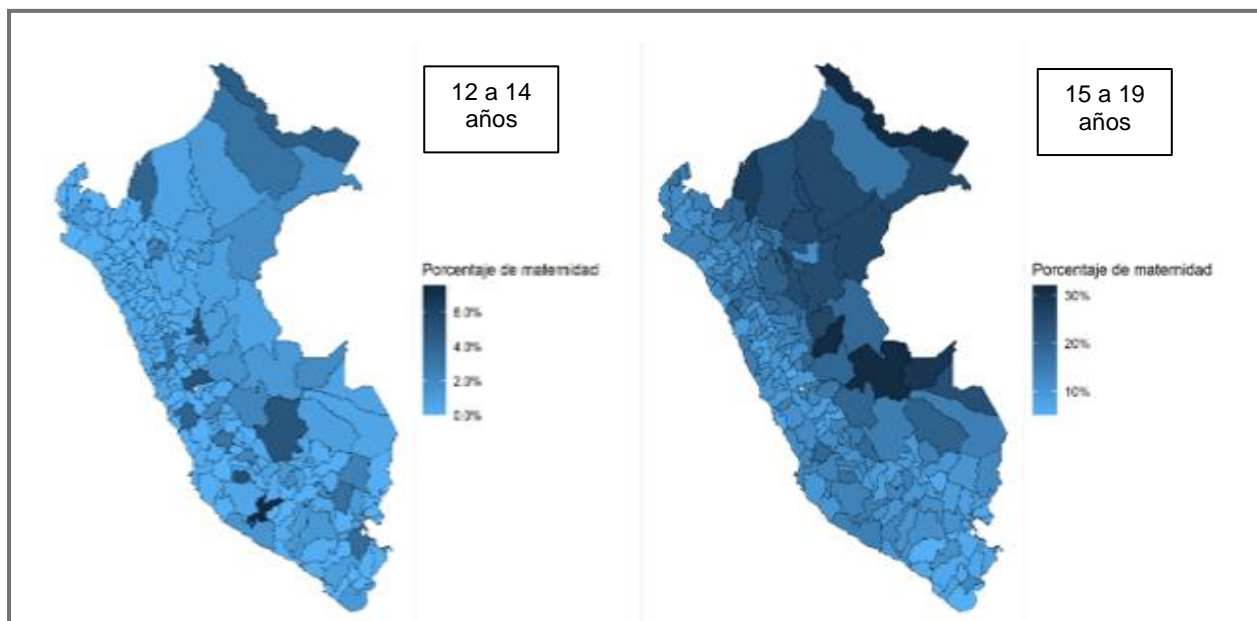 12 a 14
años
Porcentaje de maternidad
6.0%
4.0%
2.0%
0.0%
15 a 19
años
Porcentaje de maternidad
30%
20%
10%